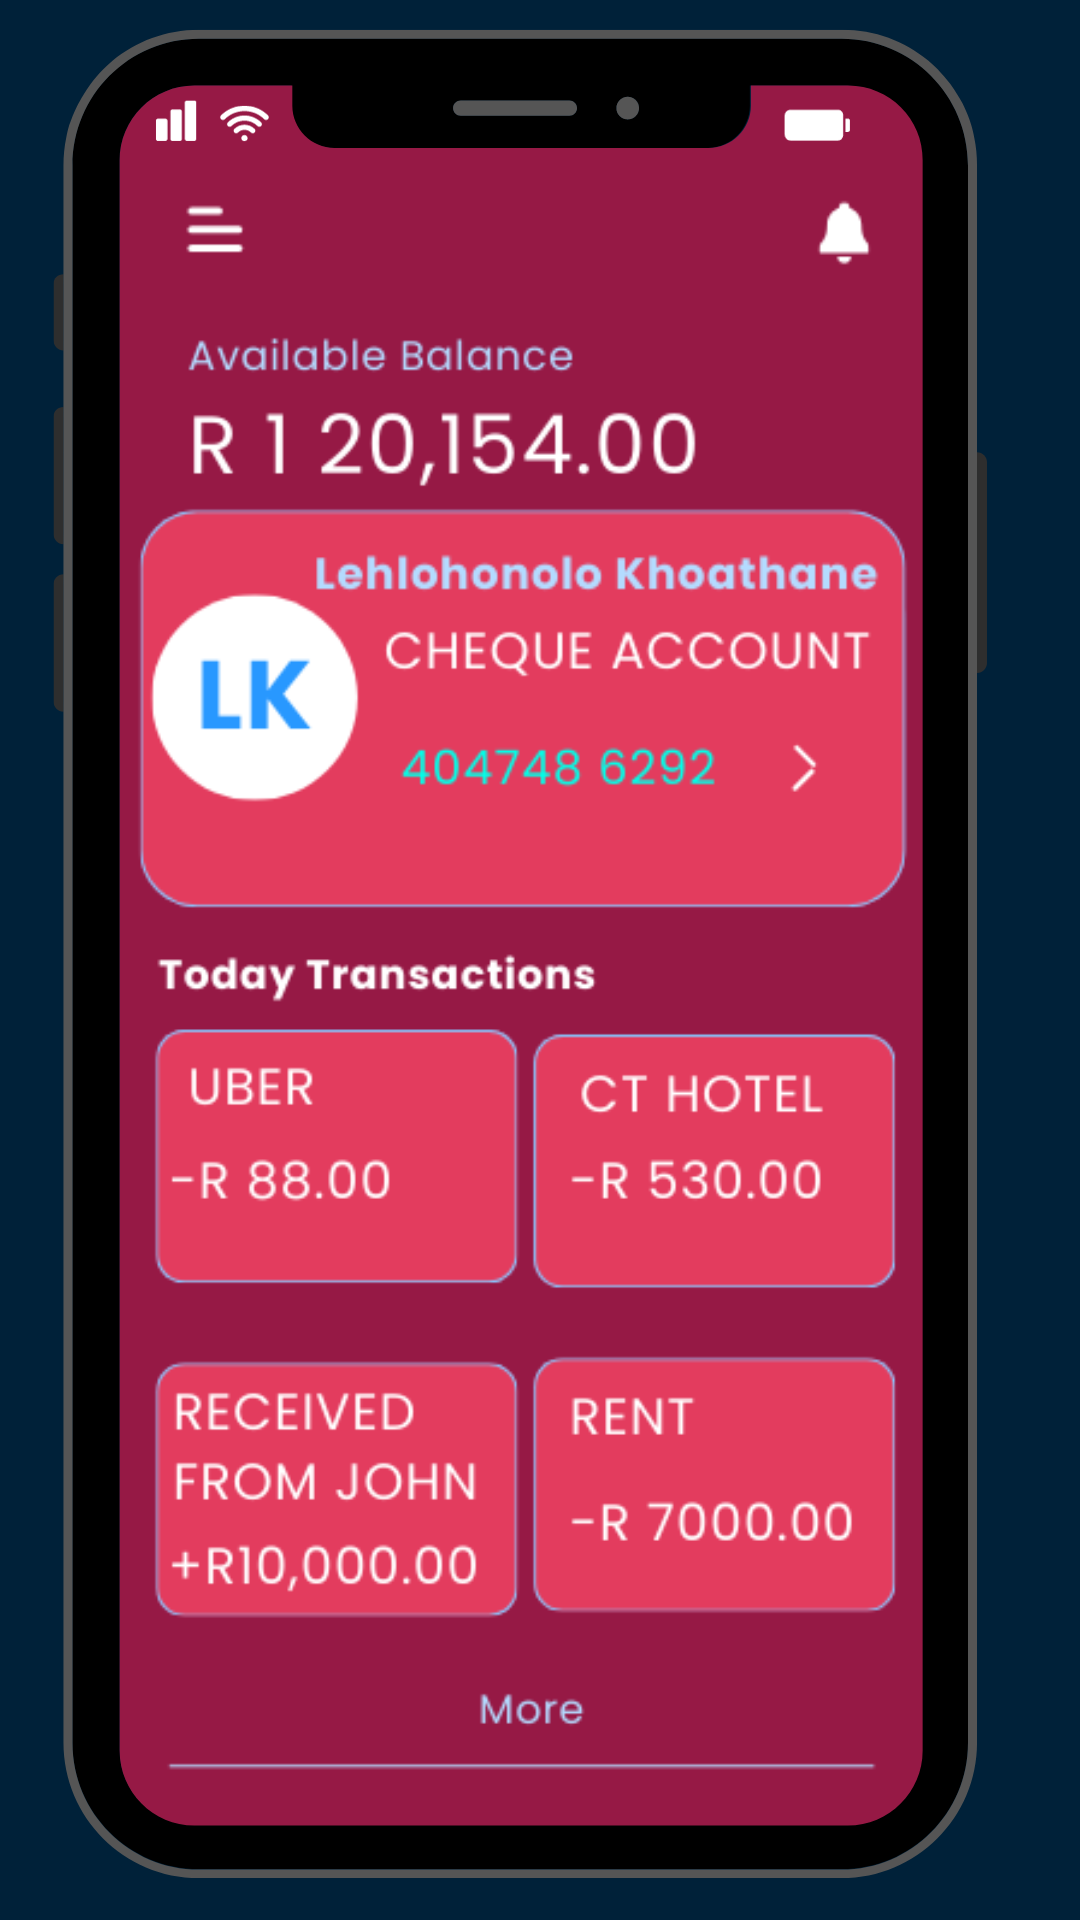 Available Balance
R 1 20,154.00
Lehlohonolo Khoathane
LK
CHEQUE ACCOUNT
404748 6292
Today Transactions
UBER
-R 88.00
CT HOTEL
-R 530.00
RECEIVED
FROM JOHN
+R10,000.00
RENT
-R 7000.00
More